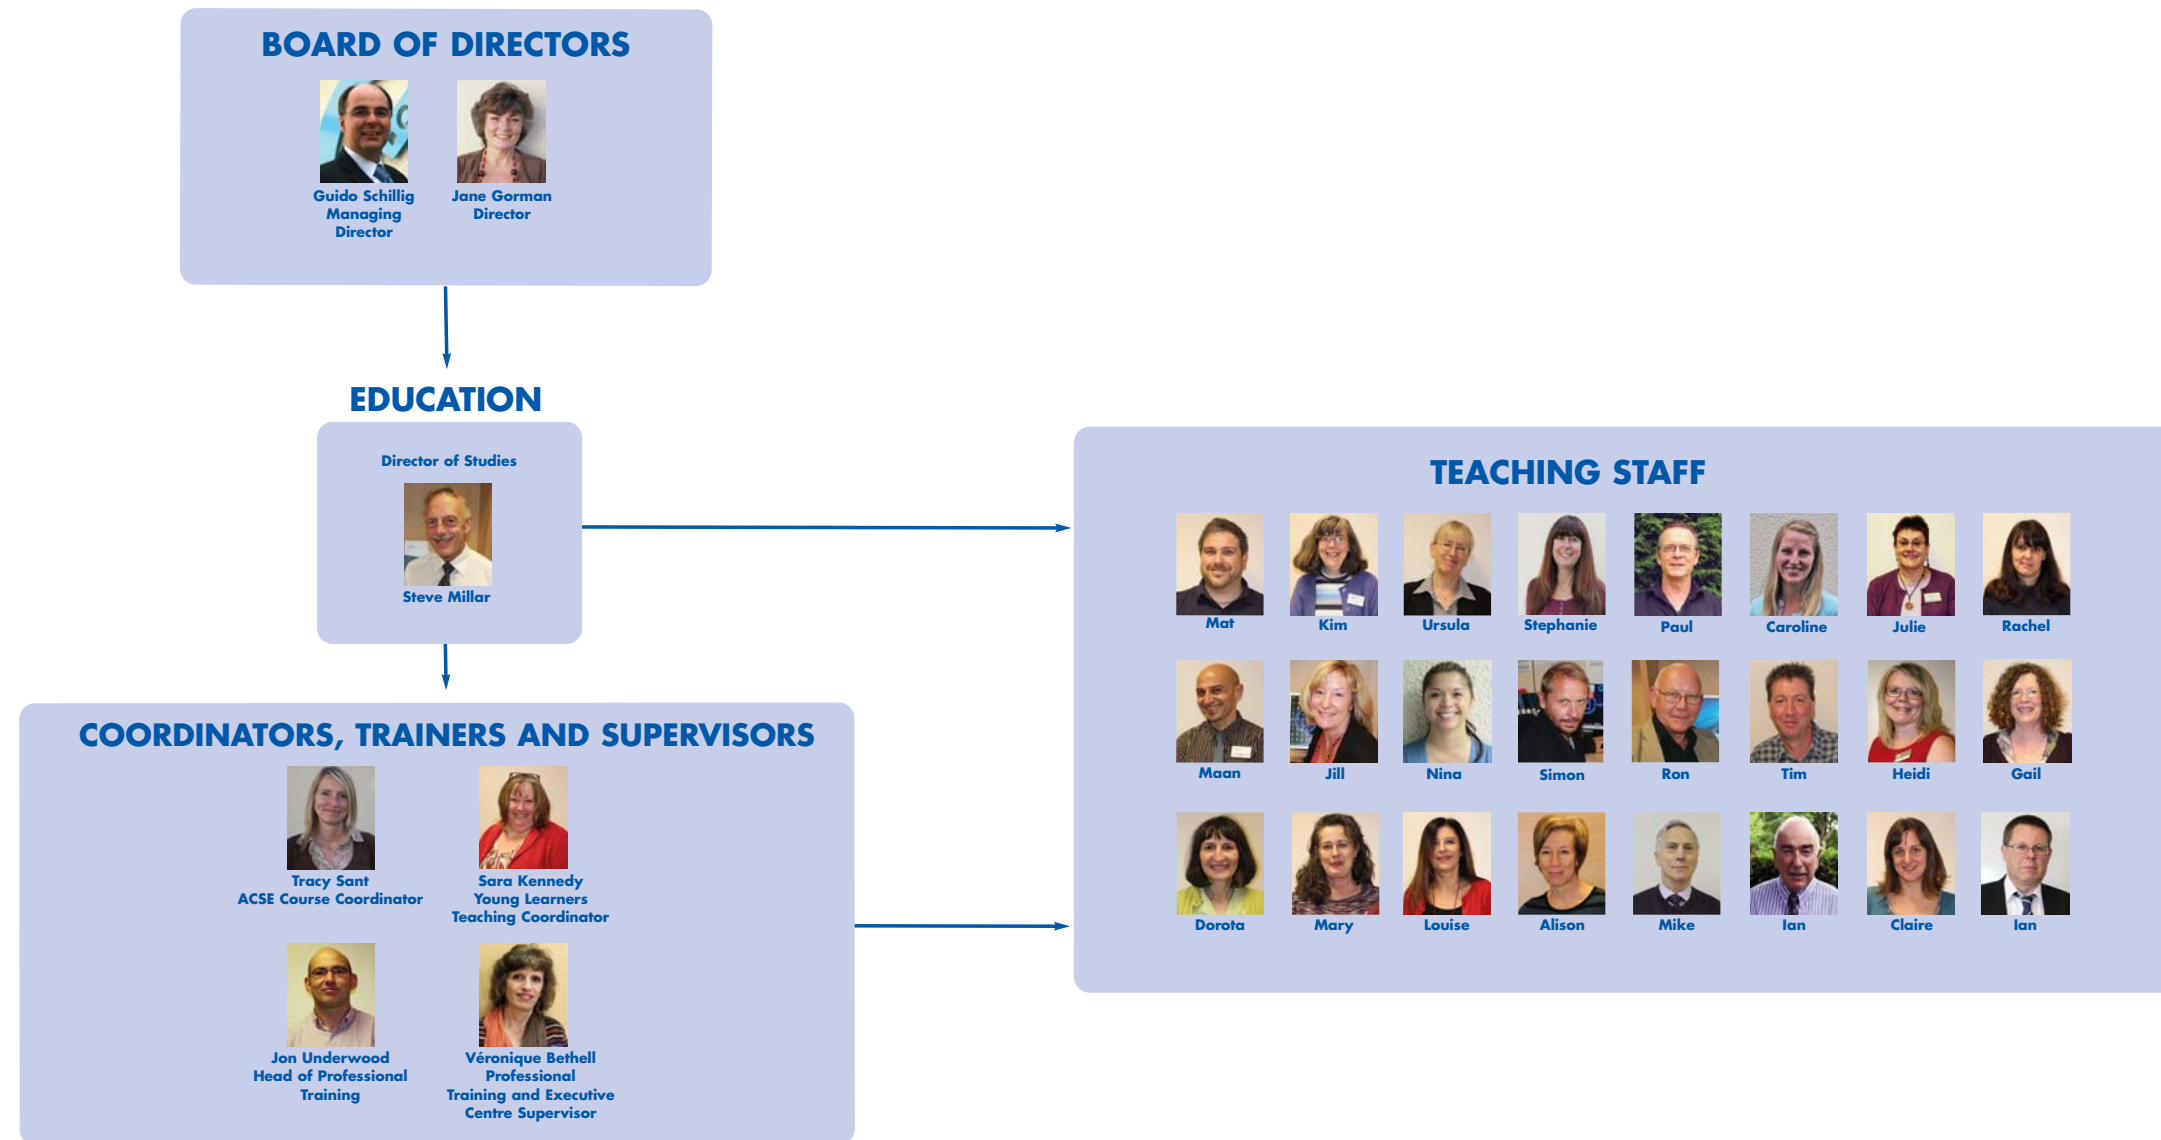 BOARD OF DIRECTORS
Guido Schillig
Managing
Director
Jane Gorman
Director
EDUCATION
Director of Studies
Steve Millar
COORDINATORS, TRAINERS AND SUPERVISORS
Tracy Sant
ACSE Course Coordinator
Sara Kennedy
Young Learners
Teaching Coordinator
Jon Underwood
Head of Professional
Training
Véronique Bethell
Professional
Training and Executive
Centre Supervisor
TEACHING STAFF
Mat
Kim
Ursula
Stephanie
Paul
Caroline
Julie
Rachel
Maan
Jill
Nina
Simon
Ron
Tim
Heidi
Gail
Dorota
Mary
Louise
Alison
Mike
Ian
Claire
Ian